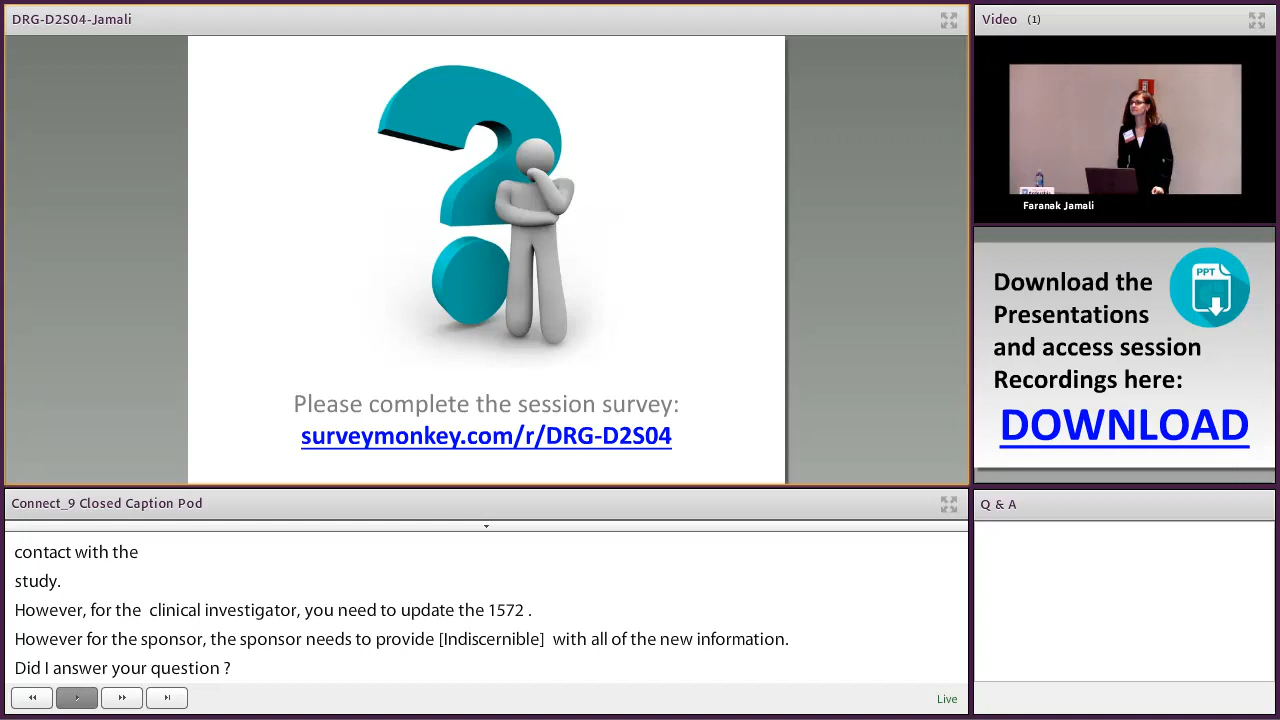 DRG-D2S04-Jamali
Please complete the session survey:
surveymonkey.com/r/DRG-D2S04
Video (1)
Faranak Jamali
PPT
Download the
Presentations
and access session
Recordings here:
DOWNLOAD
Connect_9 Closed Caption Pod
contact with the
study.
However, for the clinical investigator, you need to update the 1572 .
However for the sponsor, the sponsor needs to provide [Indiscernible] with all of the new information.
Did I answer your question ?
Live
Q & A